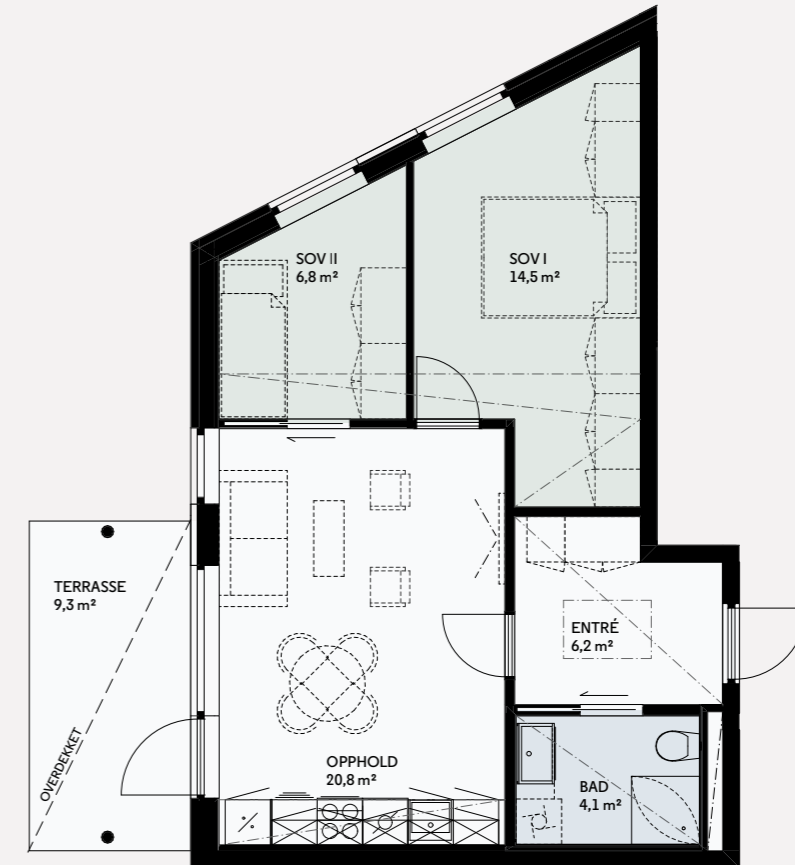 SOV II
6,8 m²
SOV I
14,5 m²
TERRASSE
9,3 m²
ENTRÉ
6,2 m²
OVERDEKKET
OPPHOLD
20,8 m²
BAD
4,1 m²